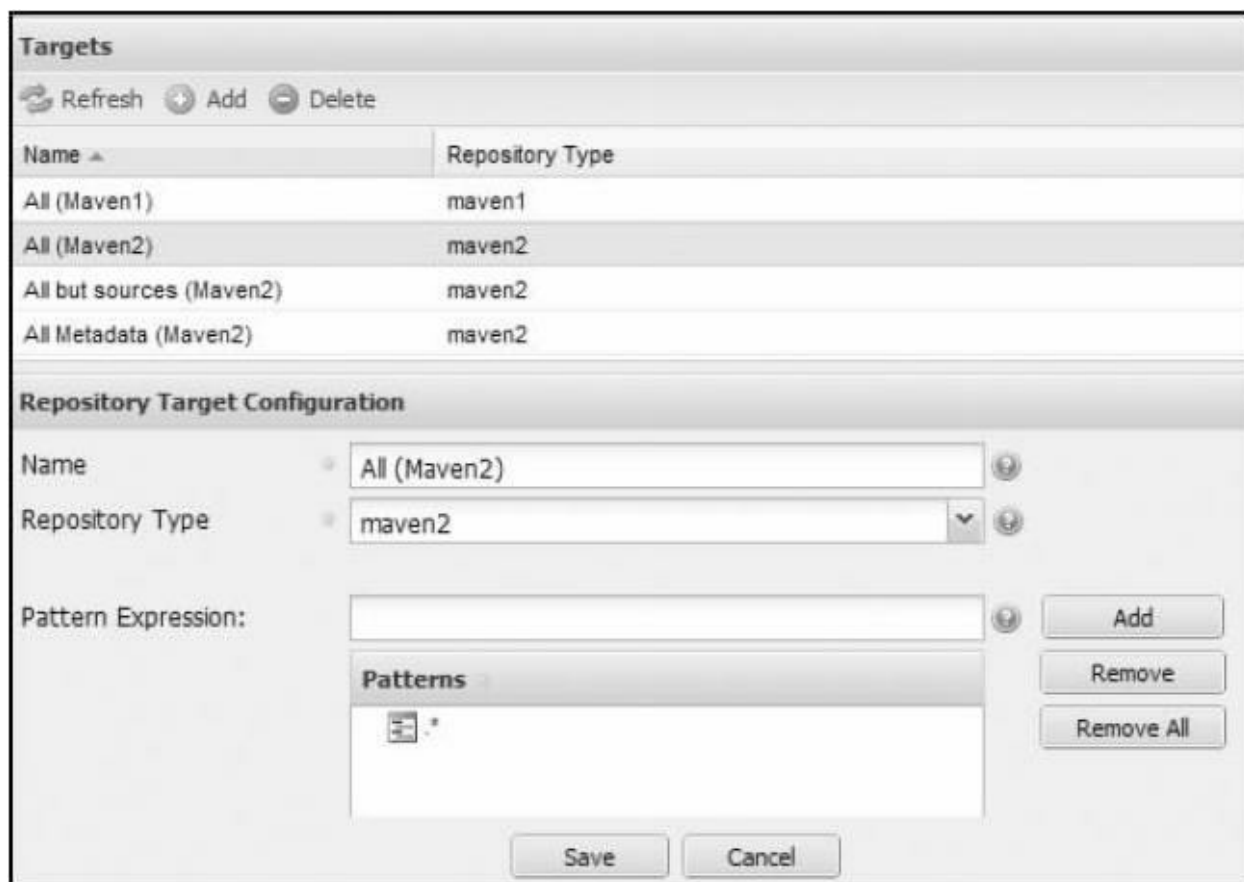 Targets
Refresh Add Delete
Name Repository Type
All (Maven1) maven1
All (Maven2) maven2
All but sources (Maven2) maven2
All Metadata (Maven2) maven2
Repository Target Configuration
Name All (Maven2)
Repository Type maven2
Pattern Expression: Add
Patterns Remove
.* Remove All
Save Cancel